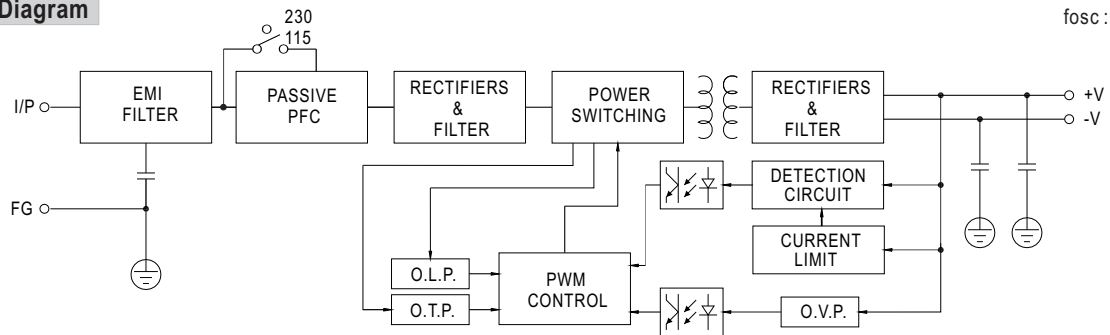 Diagram
fosc :
230
115
I/P
EMI
FILTER
PASSIVE
PFC
RECTIFIERS
&
FILTER
POWER
SWITCHING
RECTIFIERS
&
FILTER
+V
-V
DETECTION
CIRCUIT
FG
CURRENT
LIMIT
O.L.P.
PWM
CONTROL
O.T.P.
O.V.P.